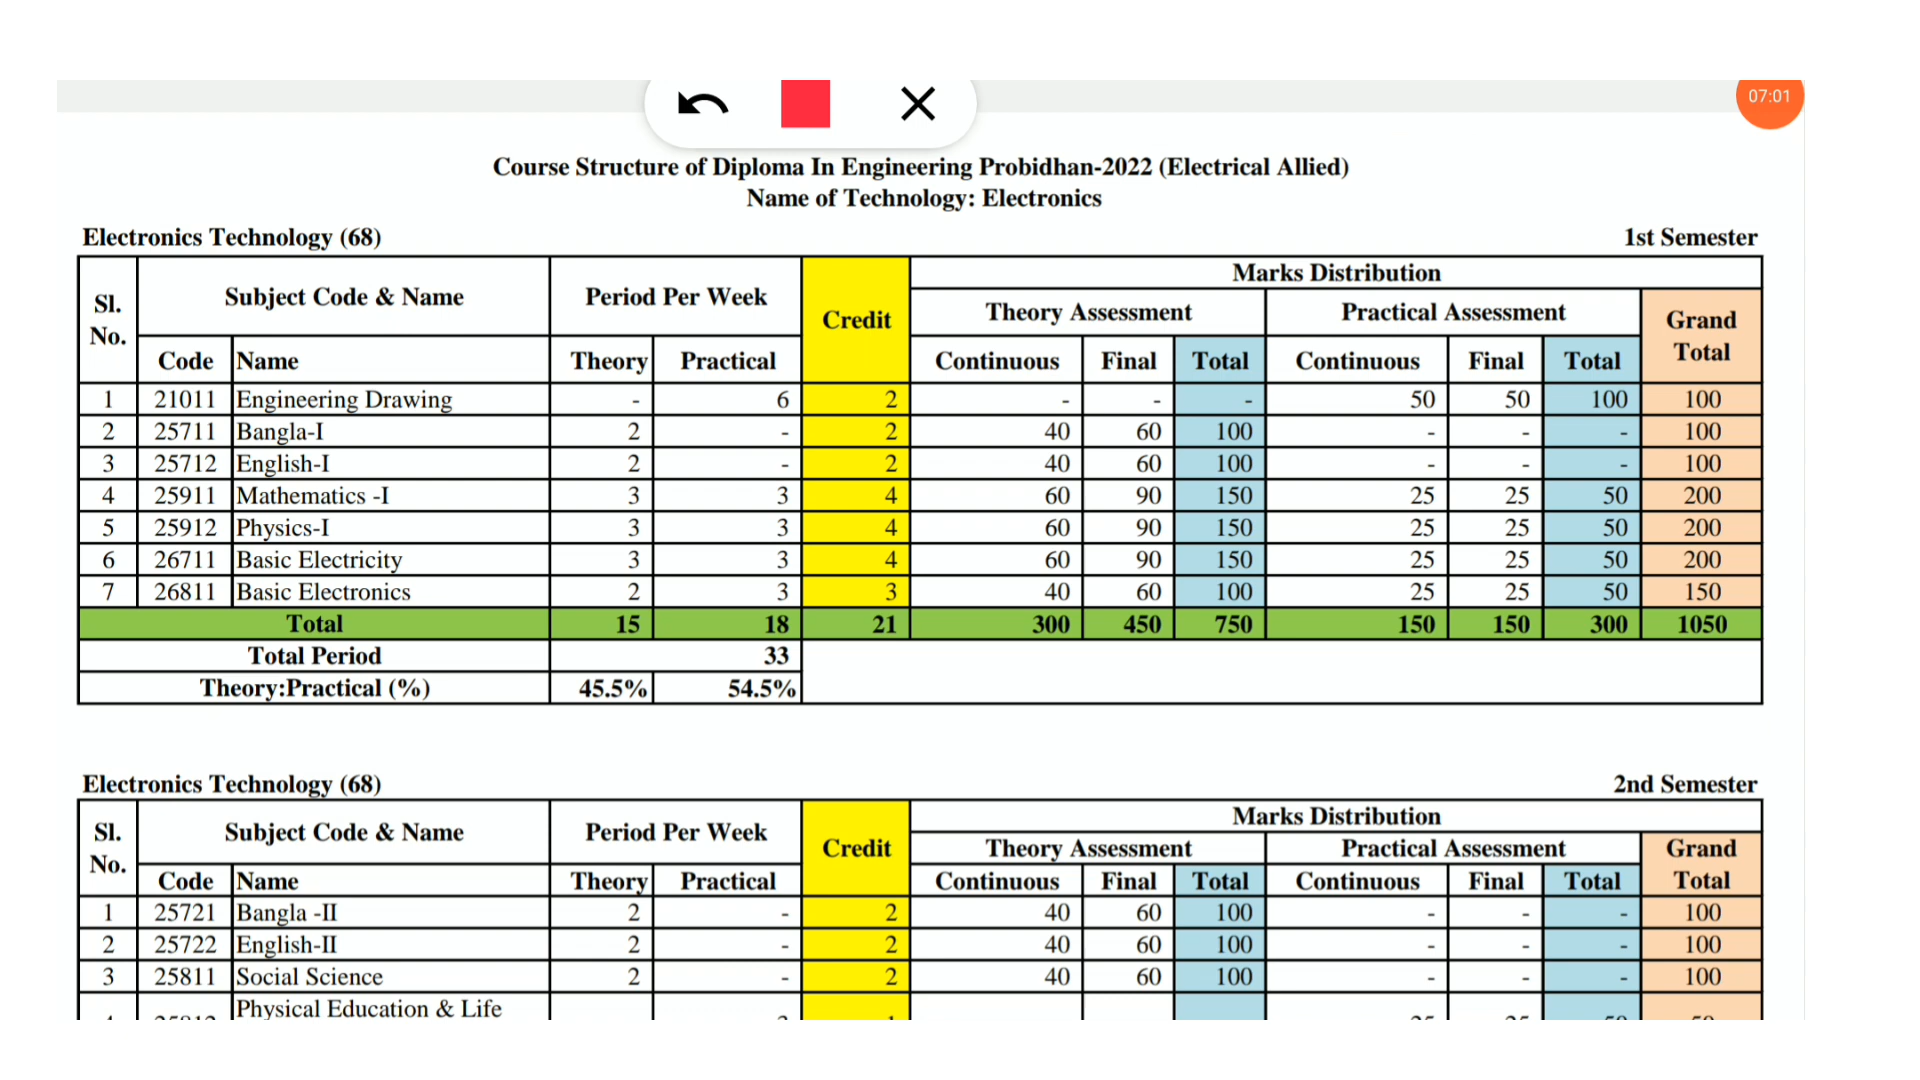 07:01
Course Structure of Diploma In Engineering Probidhan-2022 (Electrical Allied)
Name of Technology: Electronics
Electronics Technology (68) 1st Semester
Sl. No. Subject Code & Name Period Per Week Credit Marks Distribution
Theory Assessment Practical Assessment Grand Total
Code Name Theory Practical Continuous Final Total Continuous Final Total
1 21011 Engineering Drawing - 6 2 - - - 50 50 100 100
2 25711 Bangla-I 2 - 2 40 60 100 - - - 100
3 25712 English-I 2 - 2 40 60 100 - - - 100
4 25911 Mathematics -I 3 3 4 60 90 150 25 25 50 200
5 25912 Physics-I 3 3 4 60 90 150 25 25 50 200
6 26711 Basic Electricity 3 3 4 60 90 150 25 25 50 200
7 26811 Basic Electronics 2 3 3 40 60 100 25 25 50 150
Total 15 18 21 300 450 750 150 150 300 1050
Total Period 33
Theory:Practical (%) 45.5% 54.5%
Electronics Technology (68) 2nd Semester
Sl. No. Subject Code & Name Period Per Week Credit Marks Distribution
Theory Assessment Practical Assessment Grand Total
Code Name Theory Practical Continuous Final Total Continuous Final Total
1 25721 Bangla -II 2 - 2 40 60 100 - - - 100
2 25722 English-II 2 - 2 40 60 100 - - - 100
3 25811 Social Science 2 - 2 40 60 100 - - - 100
Physical Education & Life